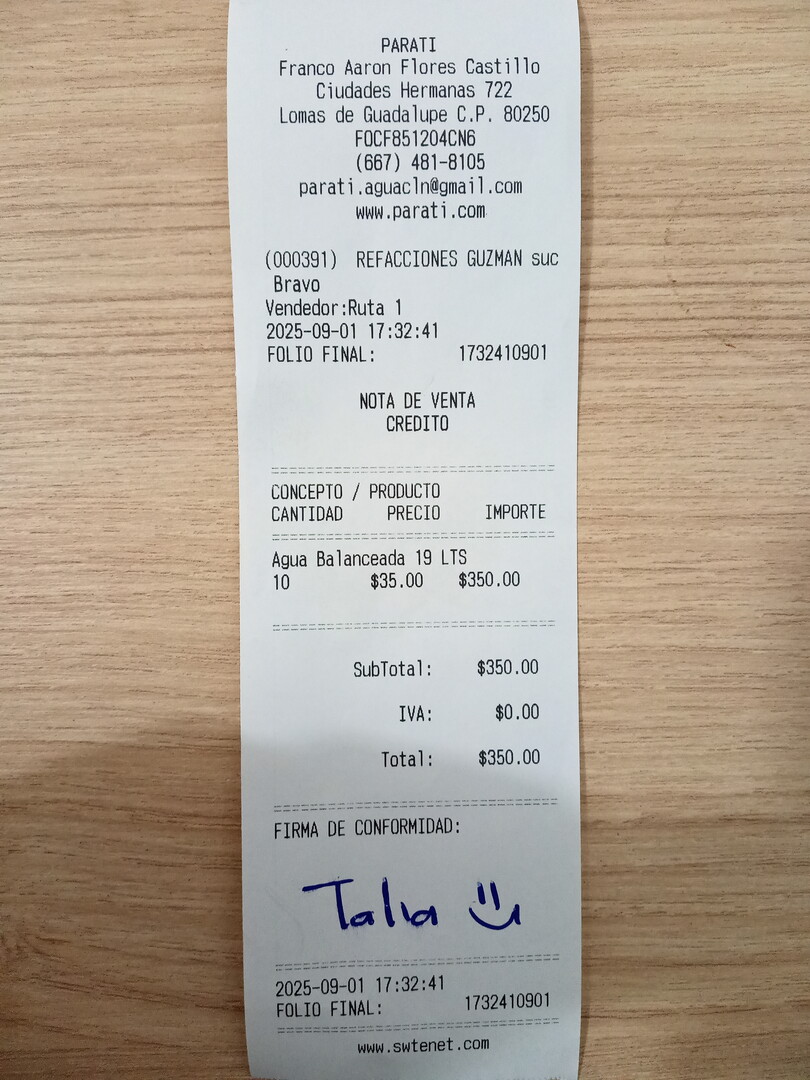 PARATI
Franco Aaron Flores Castillo
Ciudades Hermanas 722
Lomas de Guadalupe C.P. 80250
FOCF851204CN6
(667) 481-8105
parati.aguacln@gmail.com
www.parati.com
(000391) REFACCIONES GUZMAN suc
Bravo
Vendedor:Ruta 1
2025-09-01 17:32:41
FOLIO FINAL: 1732410901
NOTA DE VENTA
CREDITO
CONCEPTO / PRODUCTO
CANTIDAD PRECIO IMPORTE
Agua Balanceada 19 LTS
10 $35.00 $350.00
SubTotal: $350.00
IVA: $0.00
Total: $350.00
FIRMA DE CONFORMIDAD:
Talia
2025-09-01 17:32:41
FOLIO FINAL: 1732410901
www.swtenet.com